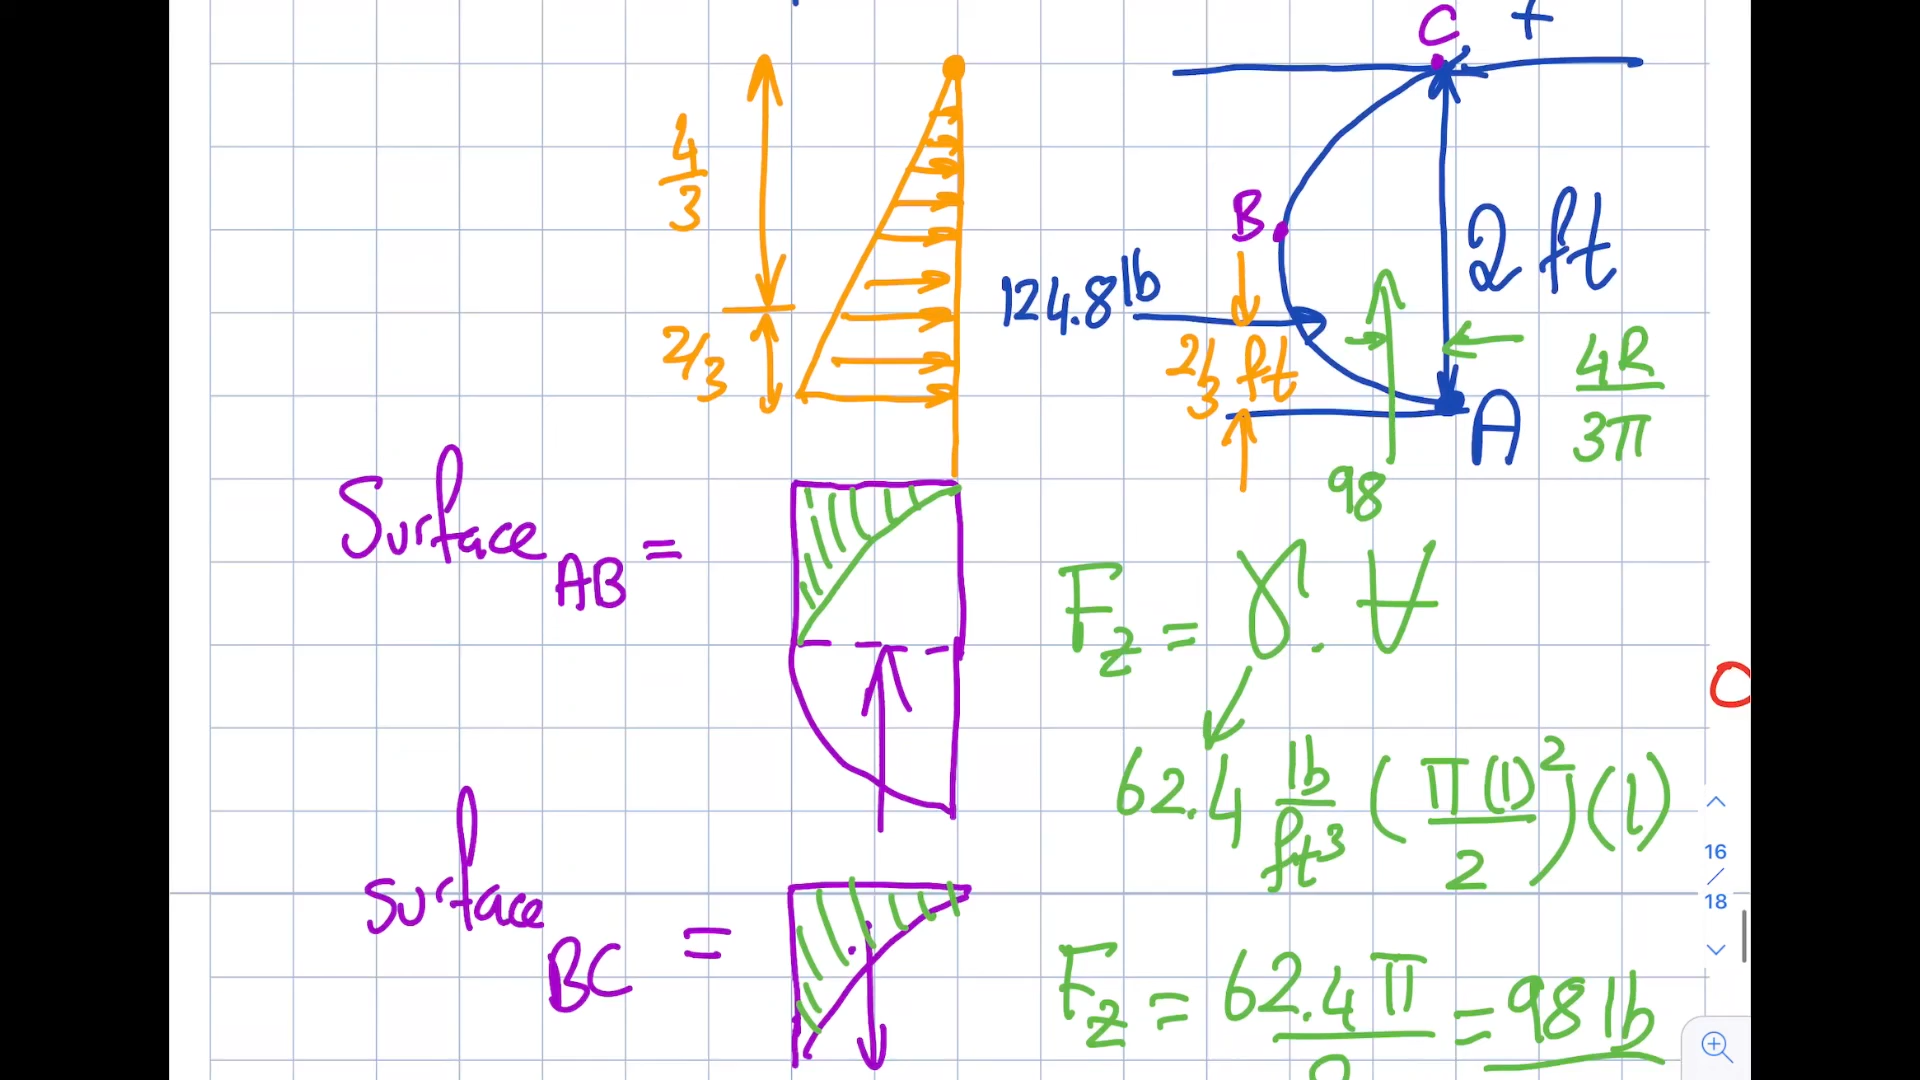 C +
4/3
B
2 ft
124.8 lb
2/3
2/3 ft
4R/3π
A
98
Surface AB =
Fz = γ. V
62.4 lb/ft³ (π(1)²/2)(1)
16
/
18
Surface BC =
Fz = 62.4π/2 = 98 lb